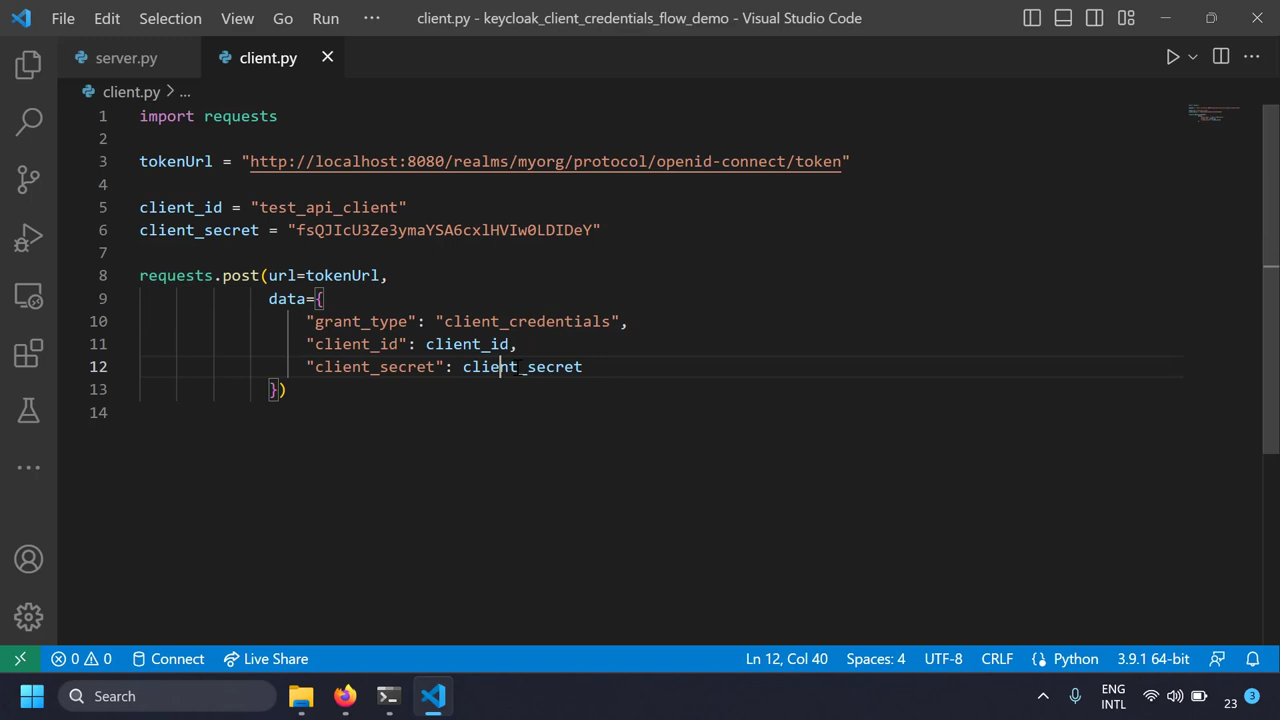 File Edit Selection View Go Run ··· client.py - keycloak_client_credentials_flow_demo - Visual Studio Code
server.py client.py
client.py > ...
1 import requests
2
3 tokenUrl = "http://localhost:8080/realms/myorg/protocol/openid-connect/token"
4
5 client_id = "test_api_client"
6 client_secret = "fsQJIcU3Ze3ymaYSA6cxlHVIw0LDIDeY"
7
8 requests.post(url=tokenUrl,
9 data={
10 "grant_type": "client_credentials",
11 "client_id": client_id,
12 "client_secret": client_secret
13 })
14
0 0 Connect Live Share Ln 12, Col 40 Spaces: 4 UTF-8 CRLF Python 3.9.1 64-bit
Search ENG 23 3
INTL